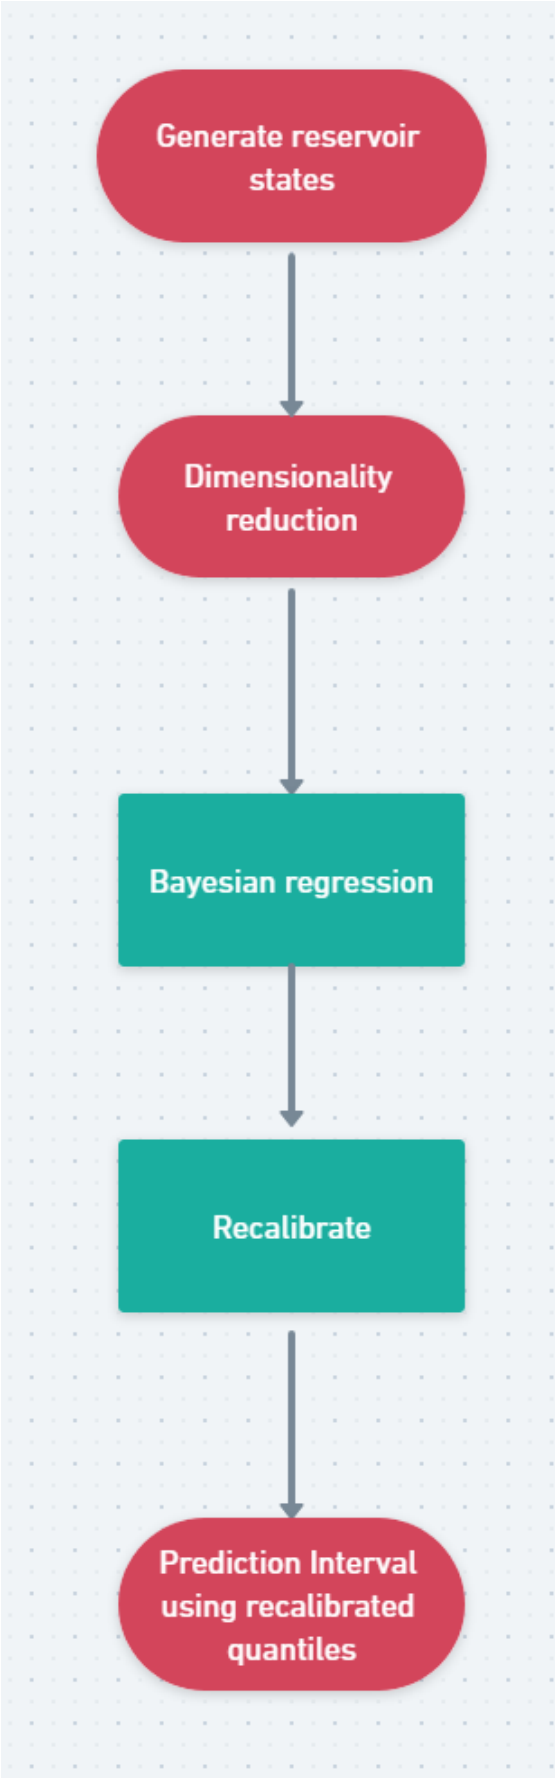 Generate reservoir
states
Dimensionality
reduction
Bayesian regression
Recalibrate
Prediction Interval
using recalibrated
quantiles